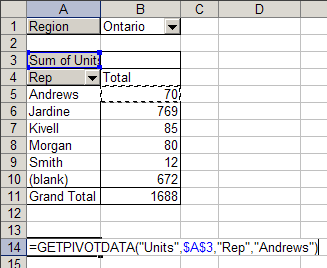 A B C D
1 Region Ontario
2
3 Sum of Unit
4 Rep Total
5 Andrews 70
6 Jardine 769
7 Kivell 85
8 Morgan 80
9 Smith 12
10 (blank) 672
11 Grand Total 1688
12
13
14 =GETPIVOTDATA("Units",$A$3,"Rep","Andrews")
15